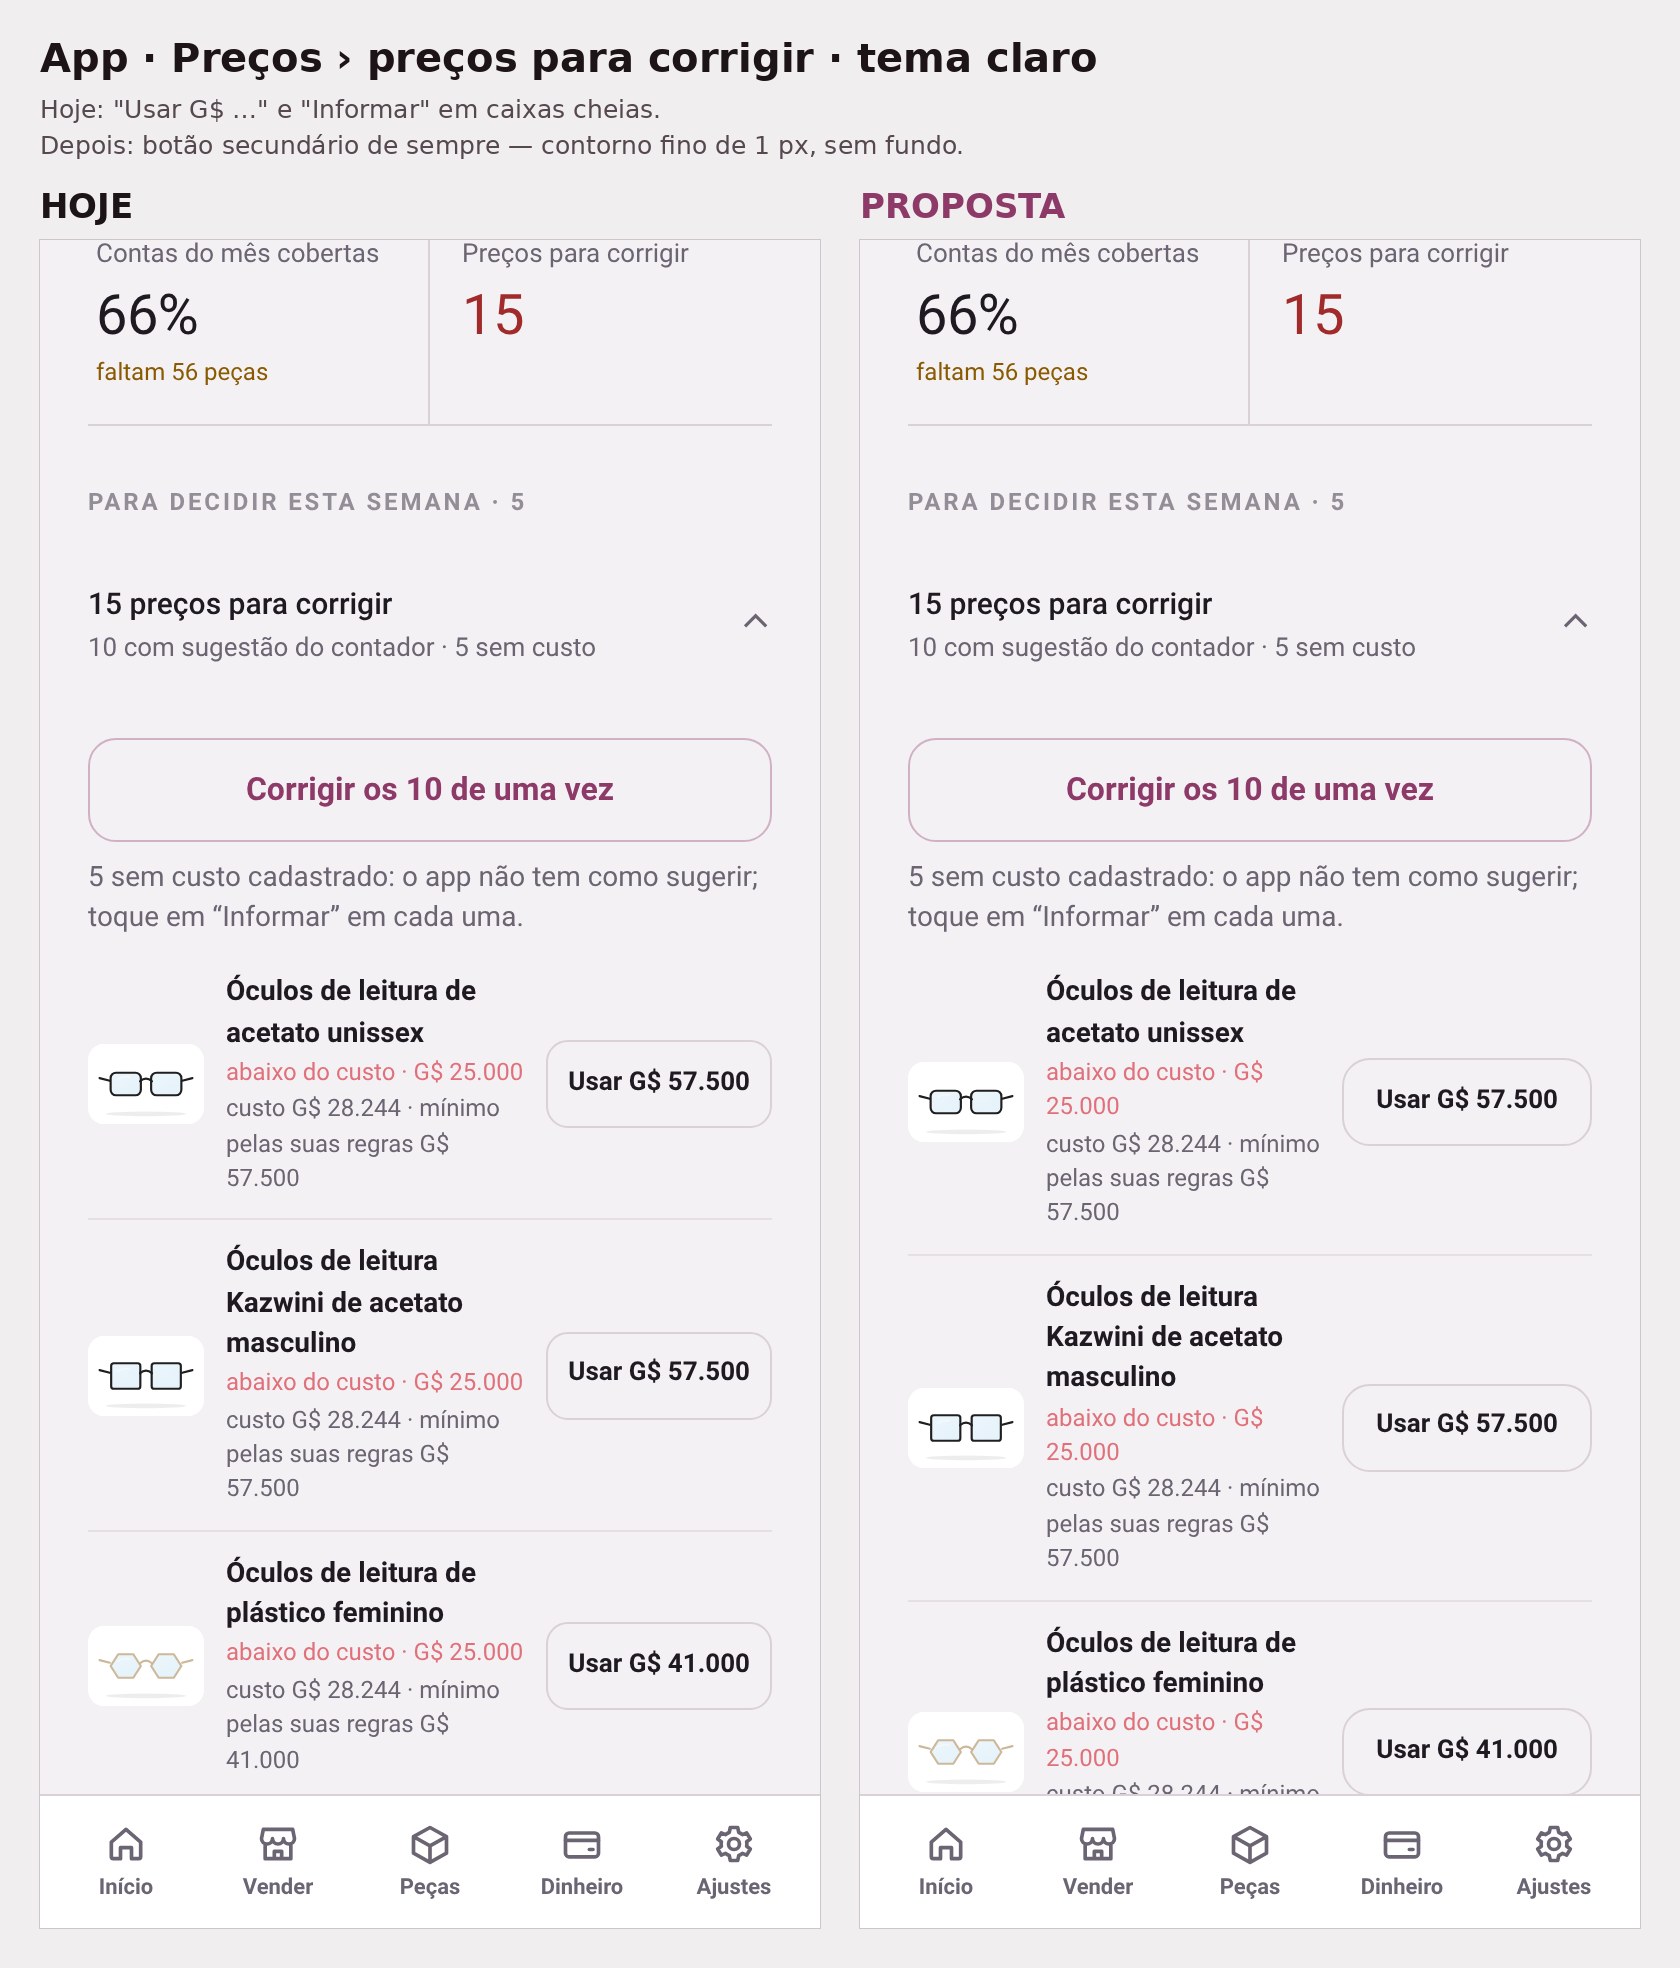 App · Preços › preços para corrigir · tema claro
Hoje: "Usar G$ ..." e "Informar" em caixas cheias.
Depois: botão secundário de sempre — contorno fino de 1 px, sem fundo.
HOJE
Contas do mês cobertas
66%
faltam 56 peças
Preços para corrigir
15
PARA DECIDIR ESTA SEMANA · 5
15 preços para corrigir
10 com sugestão do contador · 5 sem custo
Corrigir os 10 de uma vez
5 sem custo cadastrado: o app não tem como sugerir;
toque em “Informar” em cada uma.
Óculos de leitura de
acetato unissex
abaixo do custo · G$ 25.000
custo G$ 28.244 · mínimo
pelas suas regras G$
57.500
Usar G$ 57.500
Óculos de leitura
Kazwini de acetato
masculino
abaixo do custo · G$ 25.000
custo G$ 28.244 · mínimo
pelas suas regras G$
57.500
Usar G$ 57.500
Óculos de leitura de
plástico feminino
abaixo do custo · G$ 25.000
custo G$ 28.244 · mínimo
pelas suas regras G$
41.000
Usar G$ 41.000
Início
Vender
Peças
Dinheiro
Ajustes
PROPOSTA
Contas do mês cobertas
66%
faltam 56 peças
Preços para corrigir
15
PARA DECIDIR ESTA SEMANA · 5
15 preços para corrigir
10 com sugestão do contador · 5 sem custo
Corrigir os 10 de uma vez
5 sem custo cadastrado: o app não tem como sugerir;
toque em “Informar” em cada uma.
Óculos de leitura de
acetato unissex
abaixo do custo · G$
25.000
custo G$ 28.244 · mínimo
pelas suas regras G$
57.500
Usar G$ 57.500
Óculos de leitura
Kazwini de acetato
masculino
abaixo do custo · G$
25.000
custo G$ 28.244 · mínimo
pelas suas regras G$
57.500
Usar G$ 57.500
Óculos de leitura de
plástico feminino
abaixo do custo · G$
25.000
custo G$ 28.244 · mínimo
Usar G$ 41.000
Início
Vender
Peças
Dinheiro
Ajustes